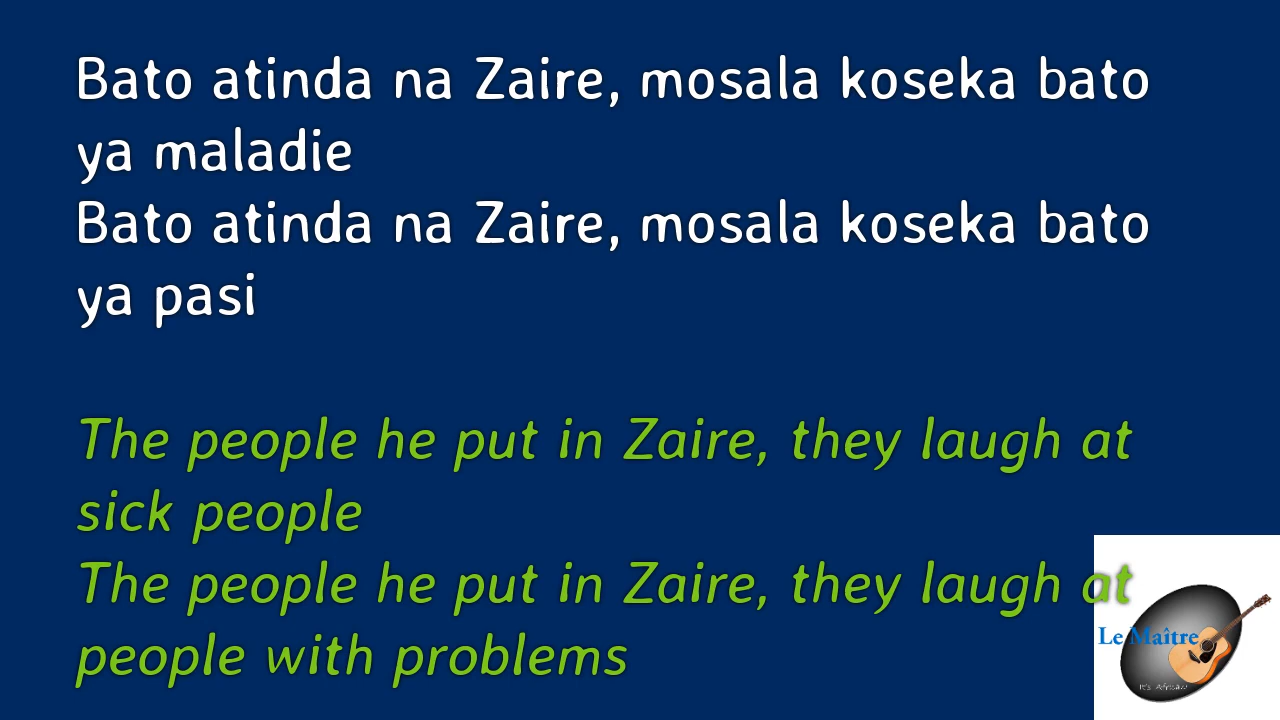 Bato atinda na Zaire, mosala koseka bato
ya maladie
Bato atinda na Zaire, mosala koseka bato
ya pasi
The people he put in Zaire, they laugh at
sick people
The people he put in Zaire, they laugh at
people with problems
Le Maître
It's African